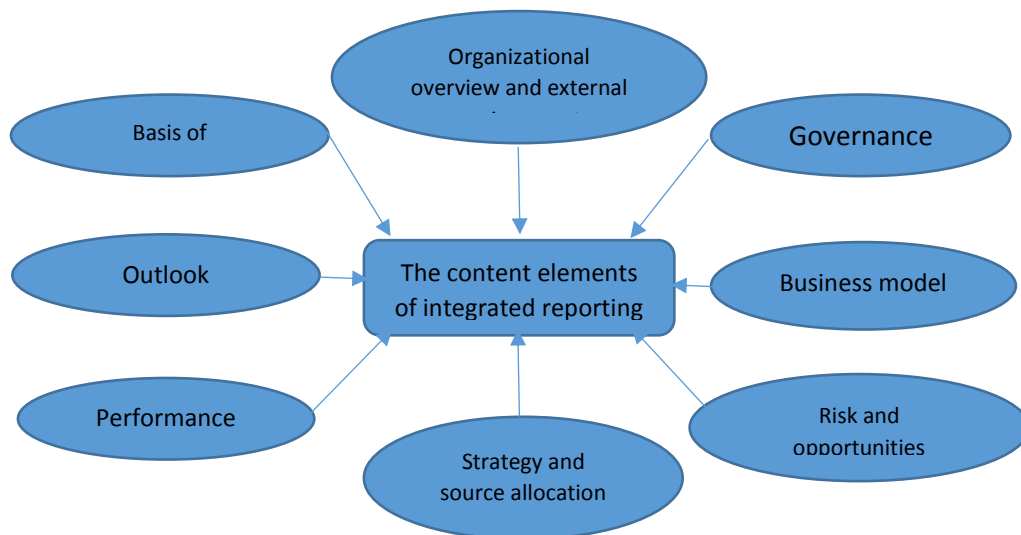 Organizational
overview and external
Basis of
Governance
Outlook
The content elements
of integrated reporting
Business model
Performance
Risk and
opportunities
Strategy and
source allocation